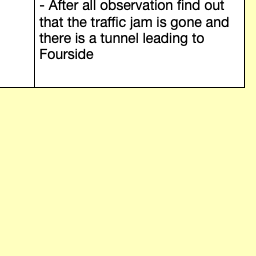 - After all observation find out
that the traffic jam is gone and
there is a tunnel leading to
Fourside